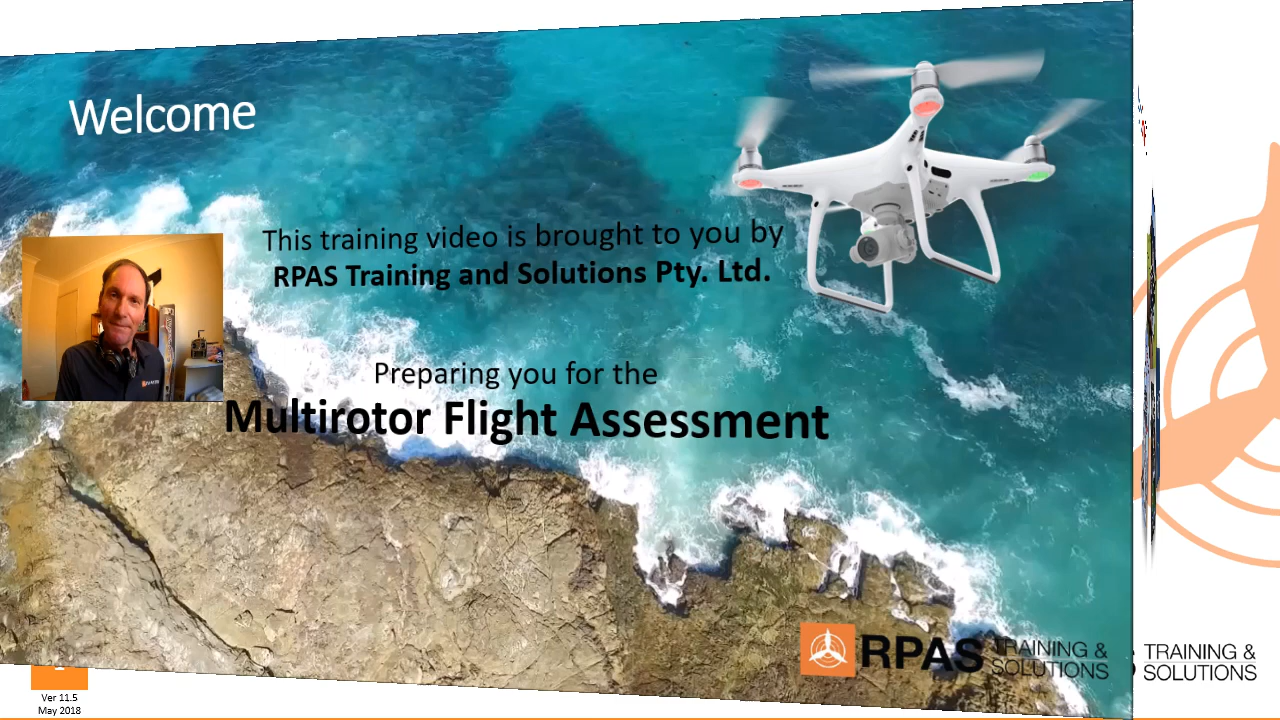 Welcome
This training video is brought to you by
RPAS Training and Solutions Pty. Ltd.
Preparing you for the
Multirotor Flight Assessment
RPAS TRAINING &
SOLUTIONS
TRAINING &
SOLUTIONS
Ver 11.5
May 2018